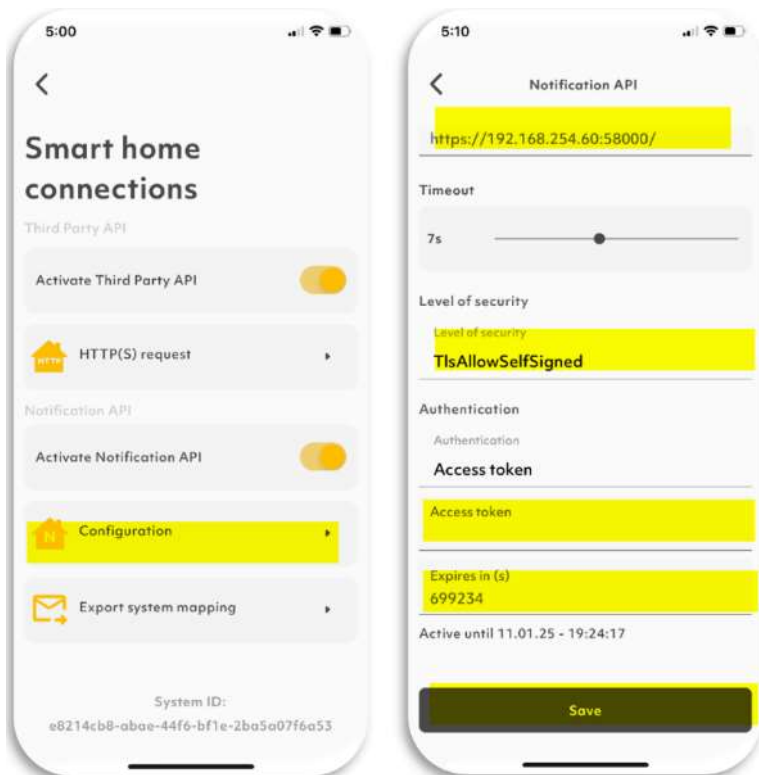 5:00
Smart home
connections
Third Party API
Activate Third Party API
HTTP
HTTP(S) request
Notification API
Activate Notification API
N
Configuration
Export system mapping
System ID:
e8214cb8-abae-44f6-bf1e-2ba5a07f6a53
5:10
Notification API
https://192.168.254.60:58000/
Timeout
7s
Level of security
Level of security
TlsAllowSelfSigned
Authentication
Authentication
Access token
Access token
Expires in (s)
699234
Active until 11.01.25 - 19:24:17
Save